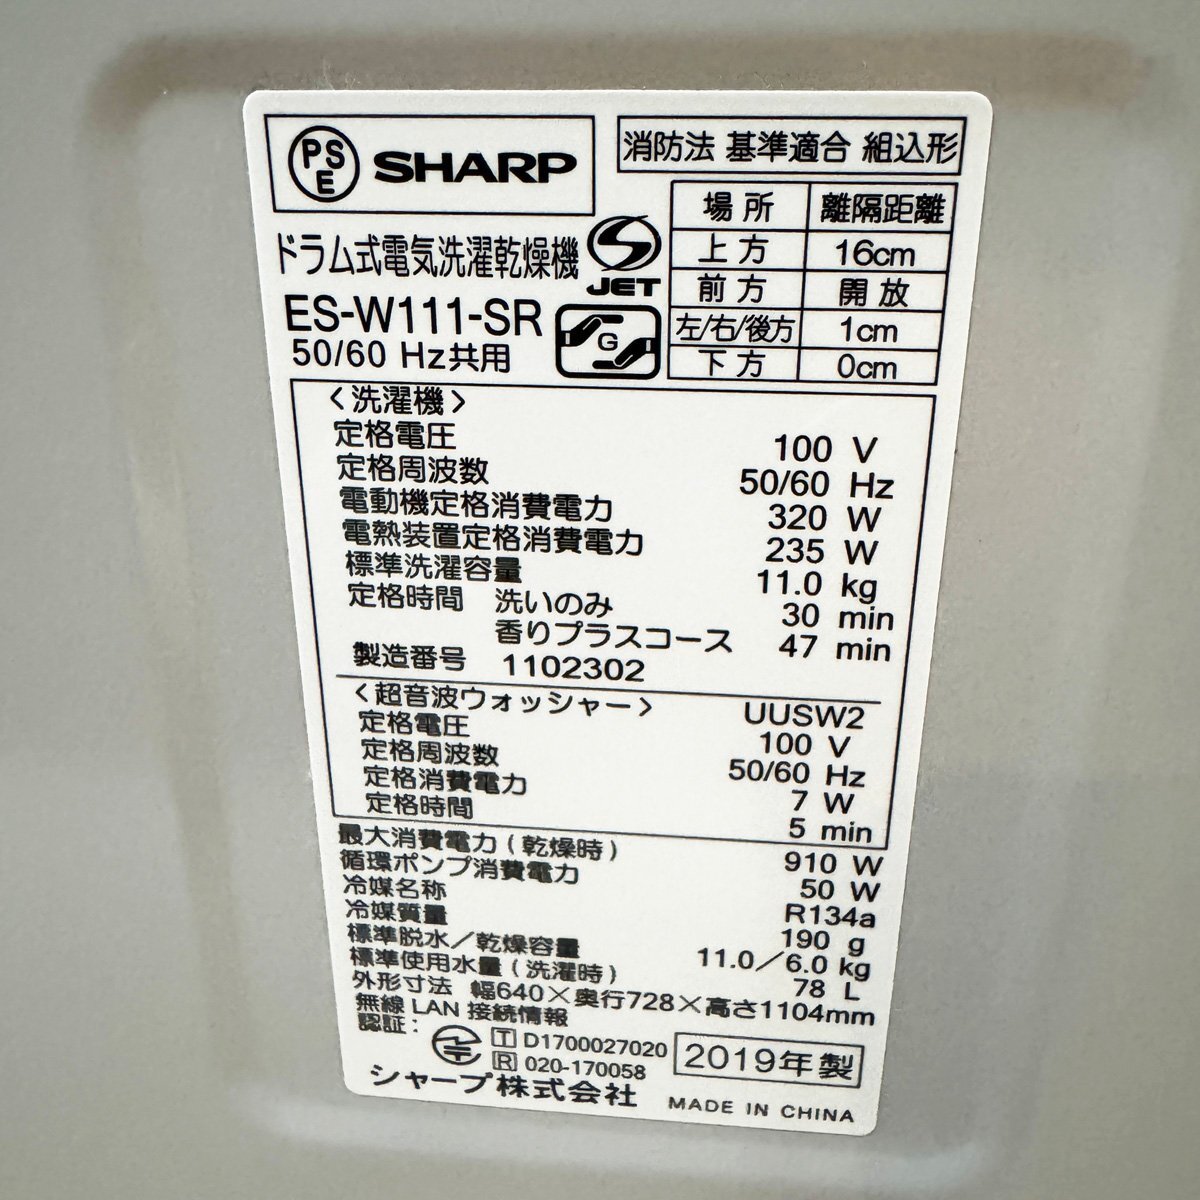 PSE SHARP
消防法 基準適合 組込形
ドラム式電気洗濯乾燥機
JET
ES-W111-SR
G
50/60 Hz共用
場所 離隔距離
上方 16cm
前方 開放
左/右/後方 1cm
下方 0cm
〈洗濯機〉
定格電圧 100 V
定格周波数 50/60 Hz
電動機定格消費電力 320 W
電熱装置定格消費電力 235 W
標準洗濯容量 11.0 kg
定格時間 洗いのみ 30 min
香りプラスコース 47 min
製造番号 1102302
〈超音波ウォッシャー〉 UUSW2
定格電圧 100 V
定格周波数 50/60 Hz
定格消費電力 7 W
定格時間 5 min
最大消費電力(乾燥時) 910 W
循環ポンプ消費電力 50 W
冷媒名称 R134a
冷媒質量 190 g
標準脱水/乾燥容量 11.0/6.0 kg
標準使用水量(洗濯時) 78 L
外形寸法 幅640×奥行728×高さ1104mm
無線LAN接続情報
認証: T D1700027020
R 020-170058
2019年製
シャープ株式会社
MADE IN CHINA